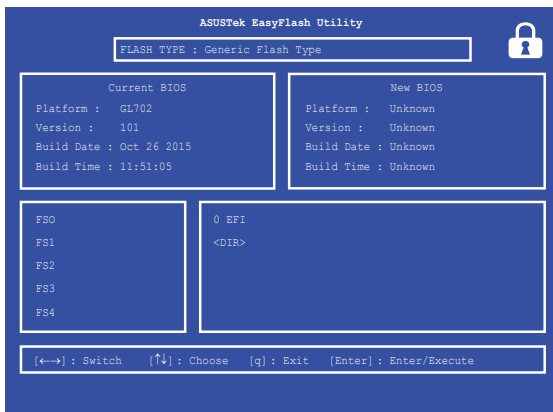 ASUSTek EasyFlash Utility
FLASH TYPE : Generic Flash Type
Current BIOS
Platform : GL702
Version : 101
Build Date : Oct 26 2015
Build Time : 11:51:05
New BIOS
Platform : Unknown
Version : Unknown
Build Date : Unknown
Build Time : Unknown
FS0
FS1
FS2
FS3
FS4
0 EFI
<DIR>
[←→] : Switch [↑↓] : Choose [q] : Exit [Enter] : Enter/Execute